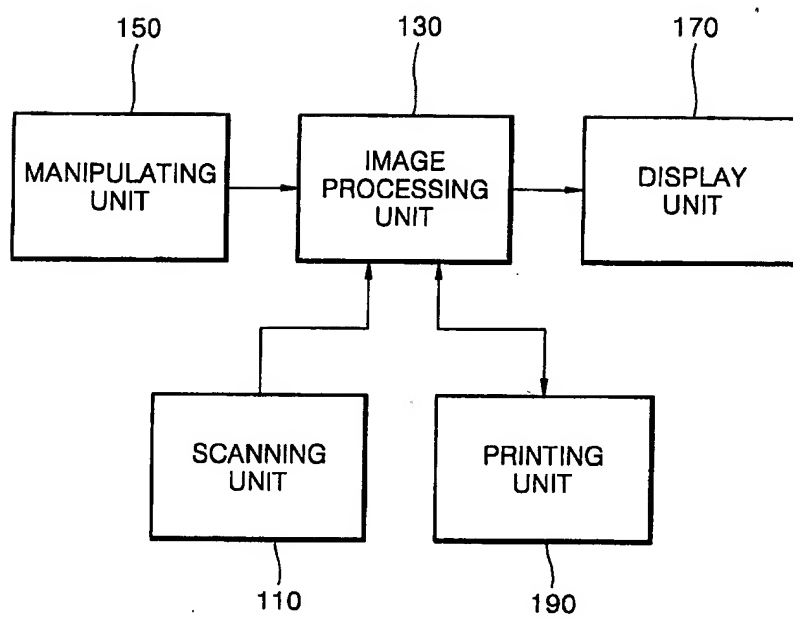 150
130
170
MANIPULATING
UNIT
IMAGE
PROCESSING
UNIT
DISPLAY
UNIT
SCANNING
UNIT
PRINTING
UNIT
110
190